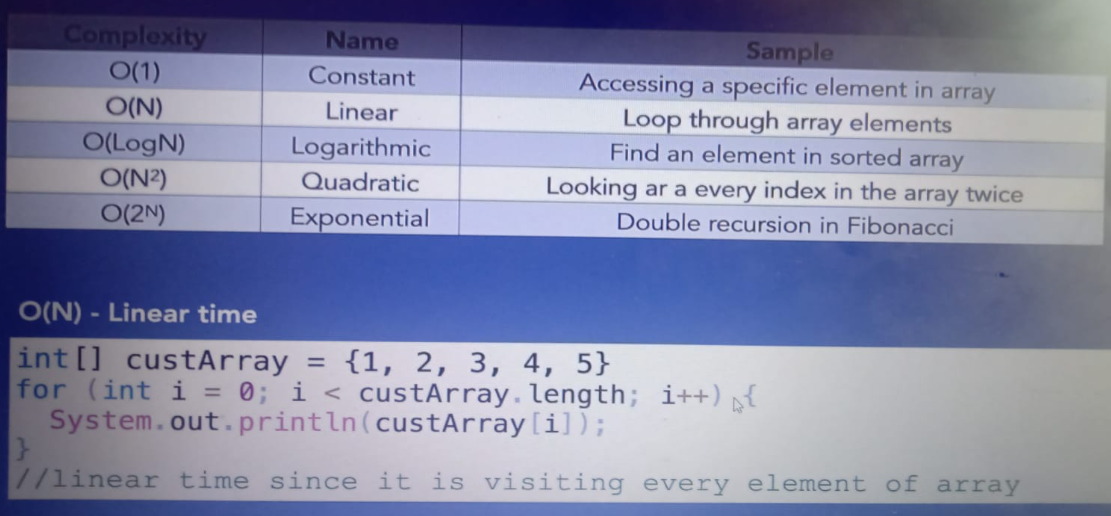 Complexity Name Sample
O(1) Constant Accessing a specific element in array
O(N) Linear Loop through array elements
O(LogN) Logarithmic Find an element in sorted array
O(N²) Quadratic Looking ar a every index in the array twice
O(2ᴺ) Exponential Double recursion in Fibonacci
O(N) - Linear time
int[] custArray = {1, 2, 3, 4, 5}
for (int i = 0; i < custArray.length; i++) {
System.out.println(custArray[i]);
}
//linear time since it is visiting every element of array